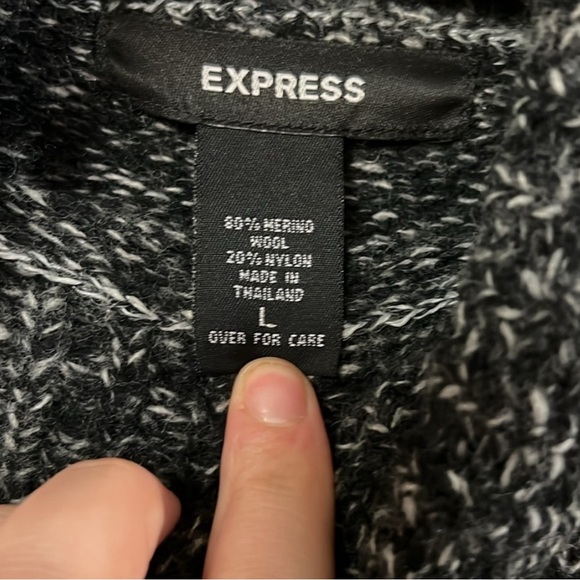 EXPRESS
80% MERINO
WOOL
20% NYLON
MADE IN
THAILAND
L
OVER FOR CARE